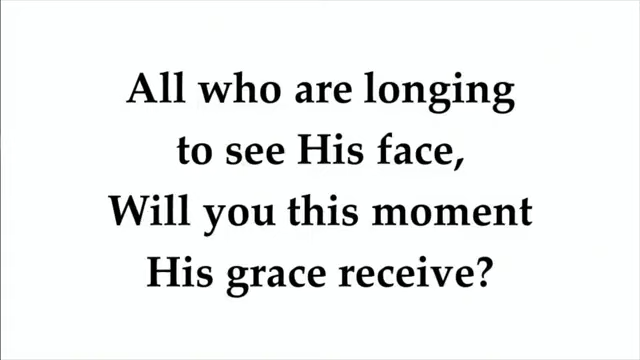 All who are longing
to see His face,
Will you this moment
His grace receive?